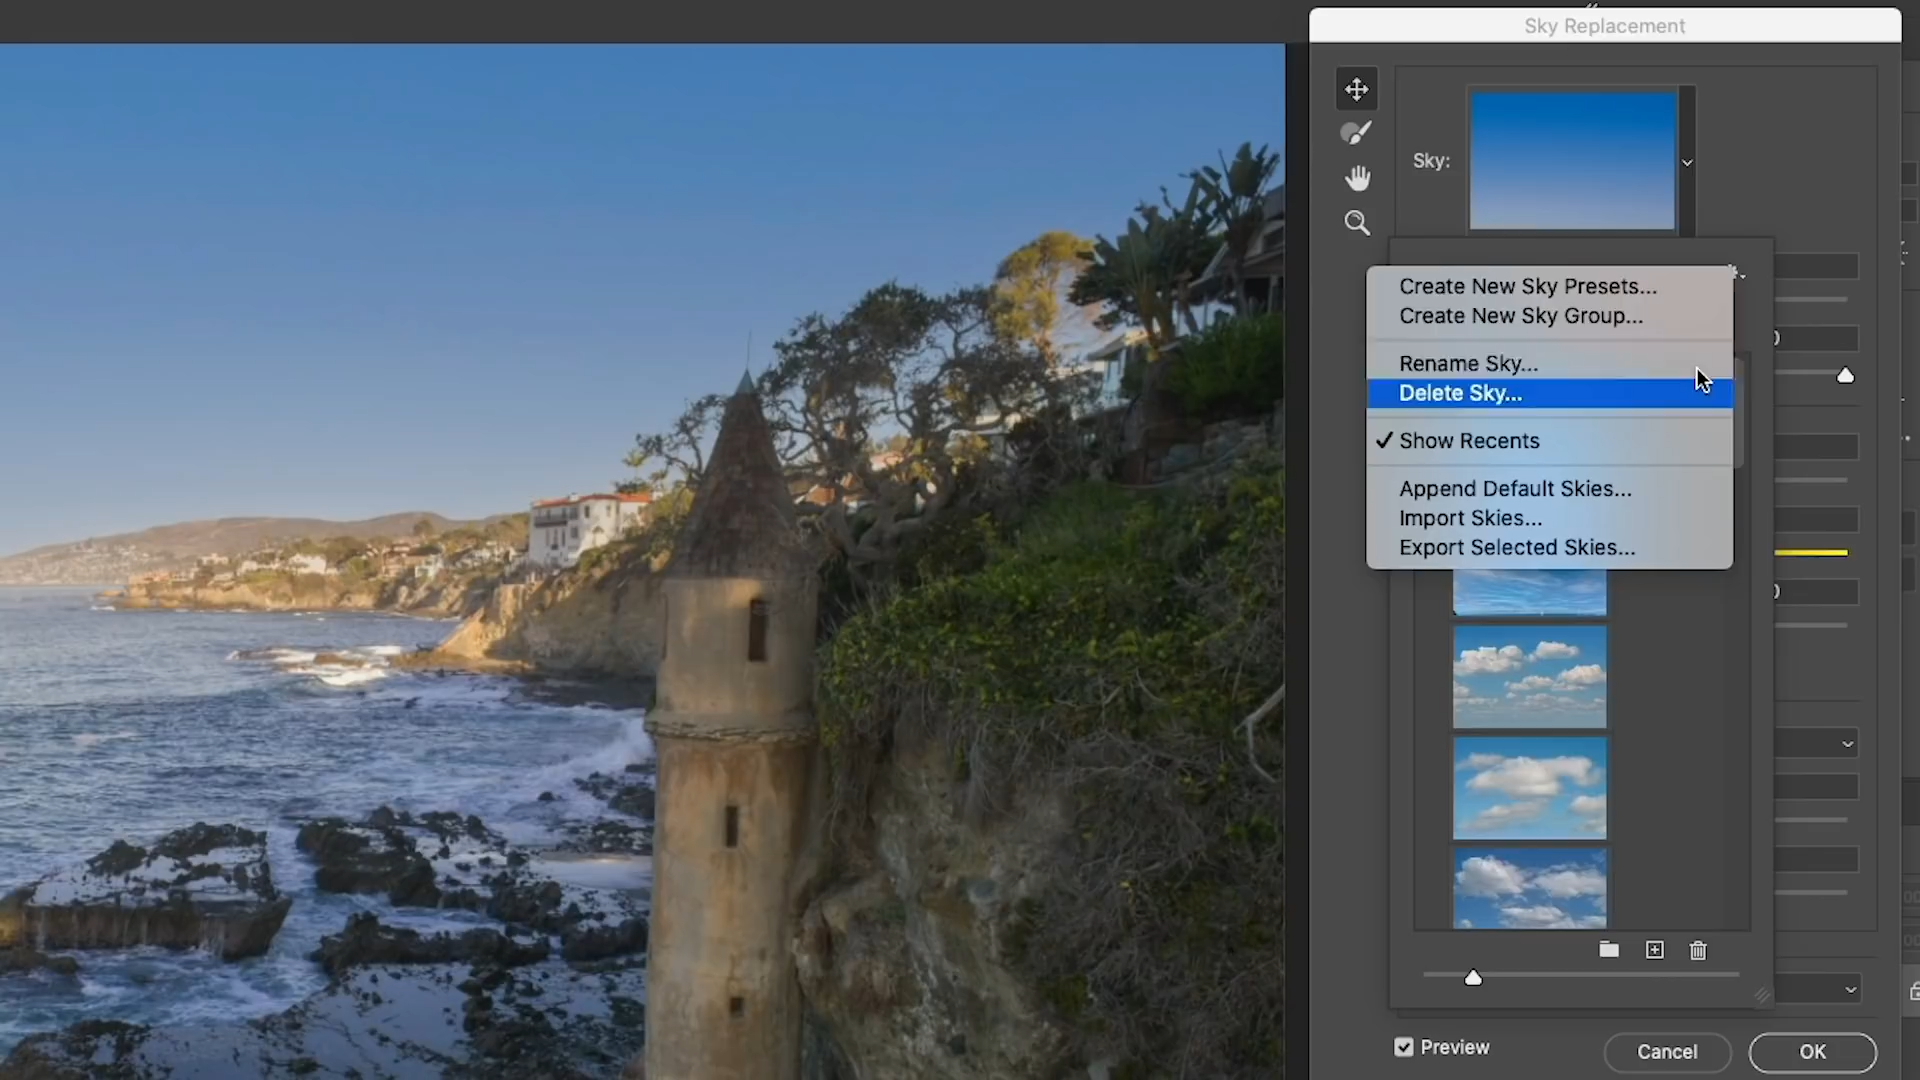 Sky Replacement
Sky:
Create New Sky Presets...
Create New Sky Group...
Rename Sky...
Delete Sky...
Show Recents
Append Default Skies...
Import Skies...
Export Selected Skies...
Preview
Cancel
OK